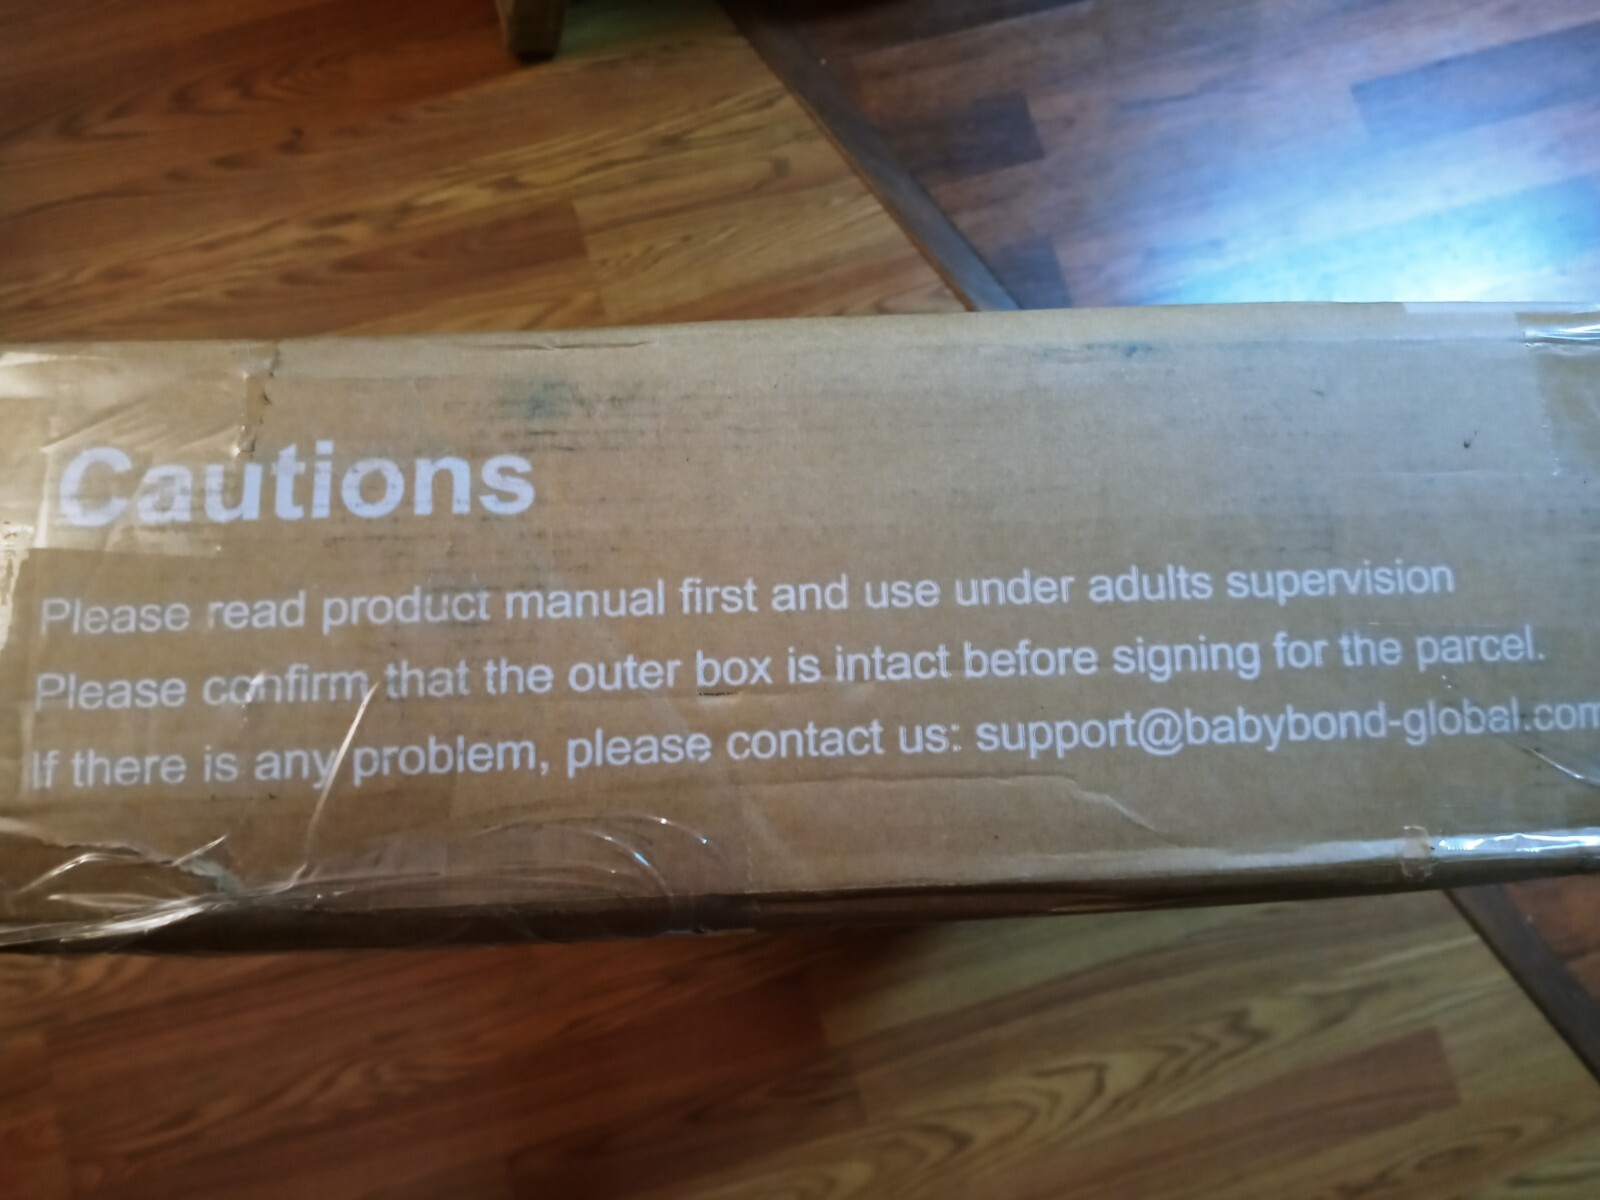 Cautions
Please read product manual first and use under adults supervision
Please confirm that the outer box is intact before signing for the parcel.
If there is any problem, please contact us: support@babybond-global.com